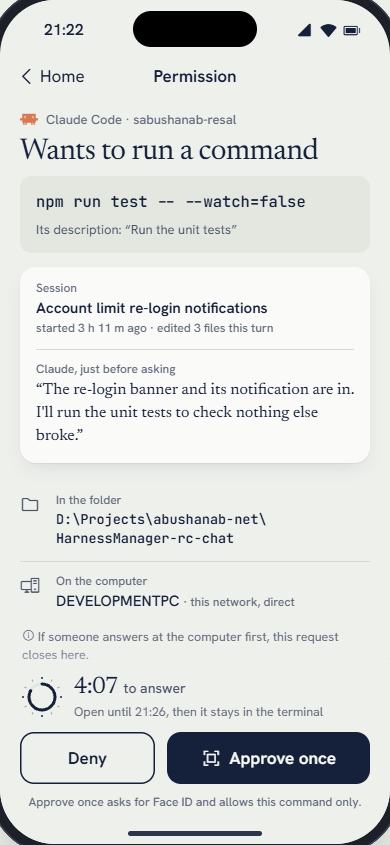 21:22
Home
Permission
Claude Code · sabushanab-resal
Wants to run a command
npm run test -- --watch=false
Its description: “Run the unit tests”
Session
Account limit re-login notifications
started 3 h 11 m ago · edited 3 files this turn
Claude, just before asking
“The re-login banner and its notification are in.
I'll run the unit tests to check nothing else
broke.”
In the folder
D:\Projects\abushanab-net\
HarnessManager-rc-chat
On the computer
DEVELOPMENTPC · this network, direct
If someone answers at the computer first, this request
closes here.
4:07 to answer
Open until 21:26, then it stays in the terminal
Deny
Approve once
Approve once asks for Face ID and allows this command only.